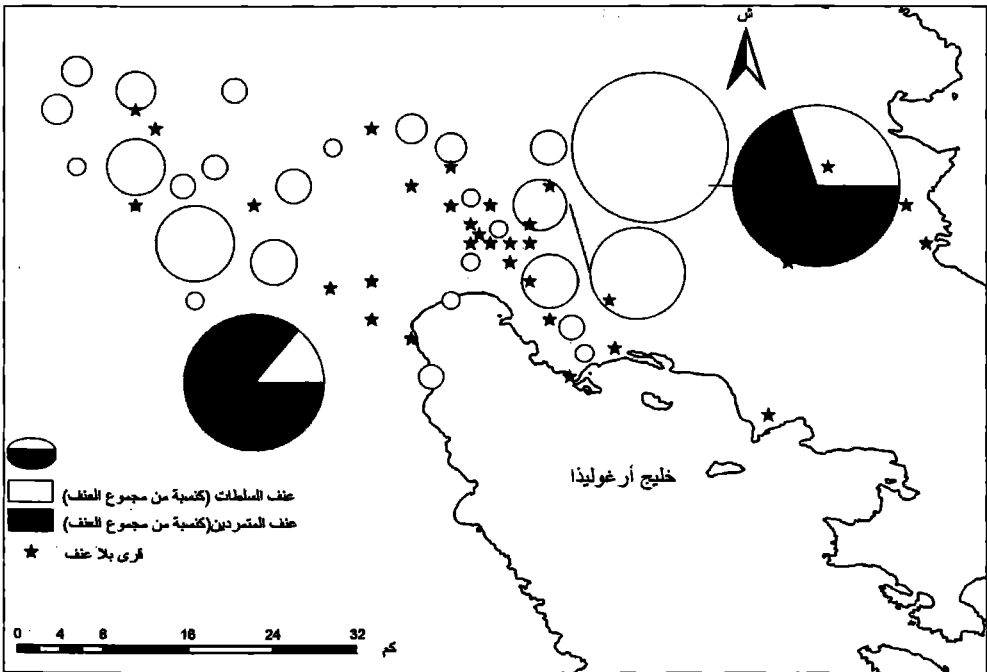 ش
خليج أرغوليذا
عنف السلطات (كنسبة من مجموع العنف)
عنف المتمردين(كنسبة من مجموع العنف)
قرى بلا عنف
0 4 8 16 24 32 كم